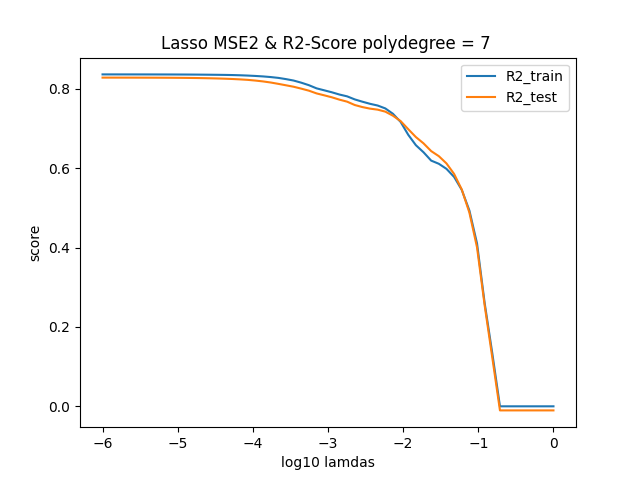 Lasso MSE2 & R2-Score polydegree = 7
R2_train
R2_test
score
0.8
0.6
0.4
0.2
0.0
−6
−5
−4
−3
−2
−1
0
log10 lamdas